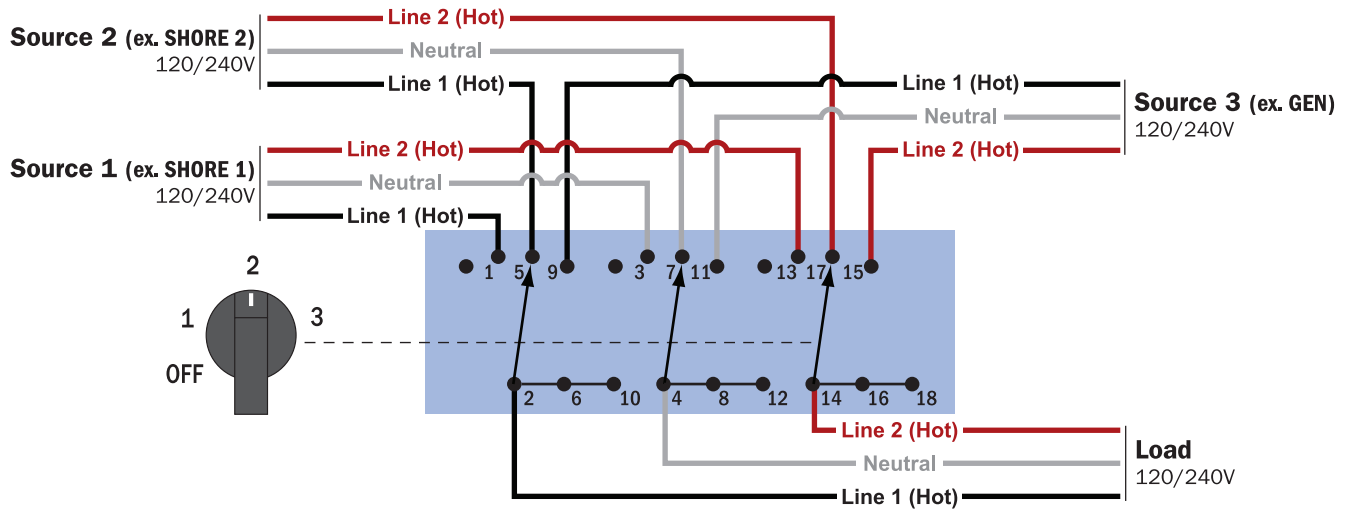 Line 2 (Hot)
Source 2 (ex. SHORE 2)
120/240V
Neutral
Line 1 (Hot)
Line 1 (Hot)
Source 3 (ex. GEN)
120/240V
Neutral
Line 2 (Hot)
Line 2 (Hot)
Source 1 (ex. SHORE 1)
120/240V
Neutral
Line 1 (Hot)
1 5 9 3 7 11 13 17 15
2
1 3
OFF
2 6 10 4 8 12 14 16 18
Line 2 (Hot)
Neutral
Line 1 (Hot)
Load
120/240V